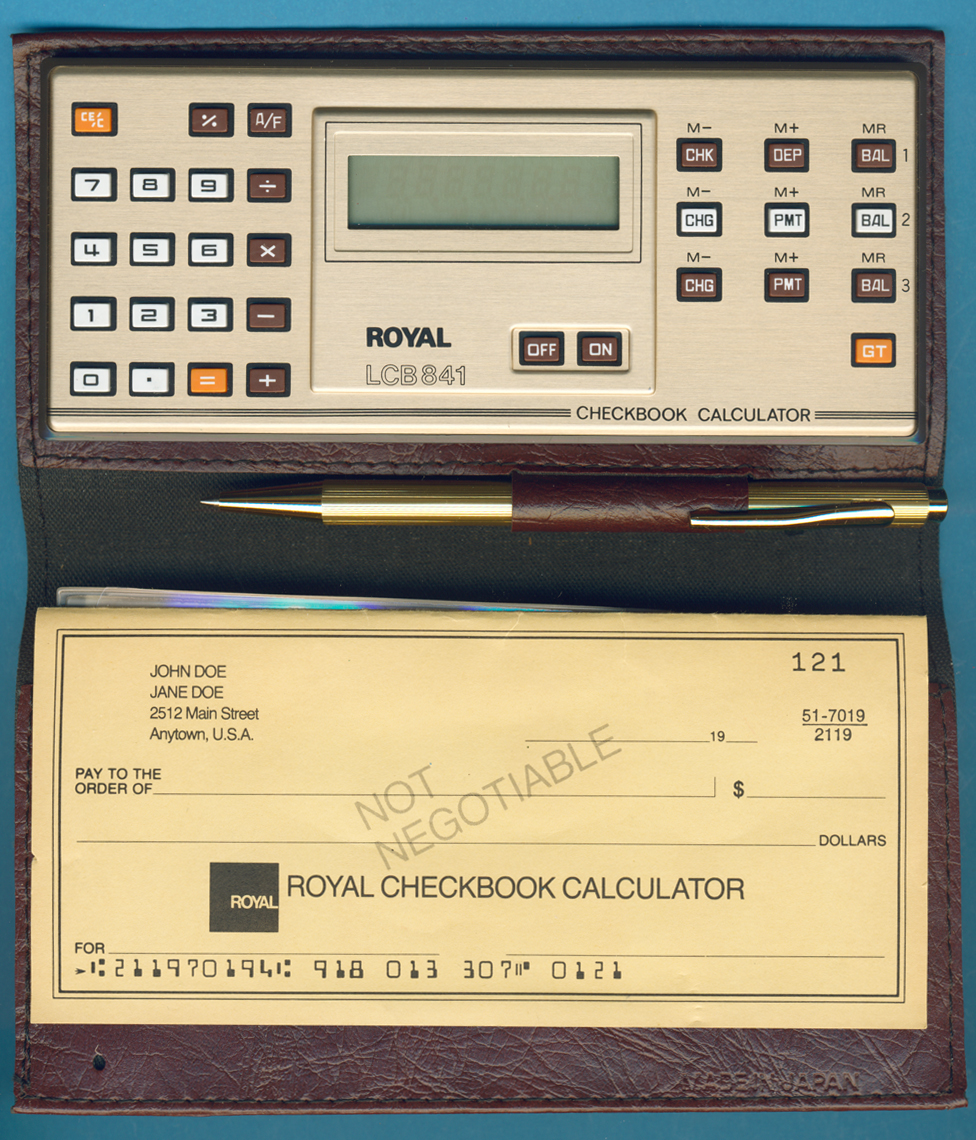 CE/C % A/F
7 8 9 ÷
4 5 6 ×
1 2 3 −
0 . = +
ROYAL
LCB 841
OFF ON
M− M+ MR
CHK DEP BAL 1
M− M+ MR
CHG PMT BAL 2
M− M+ MR
CHG PMT BAL 3
GT
CHECKBOOK CALCULATOR
121
JOHN DOE
JANE DOE
2512 Main Street
Anytown, U.S.A.
51-7019
2119
19
PAY TO THE
ORDER OF $
NOT
NEGOTIABLE
DOLLARS
ROYAL
ROYAL CHECKBOOK CALCULATOR
FOR
⑆211970194⑆ 918 013 307⑈ 0121
MADE IN JAPAN